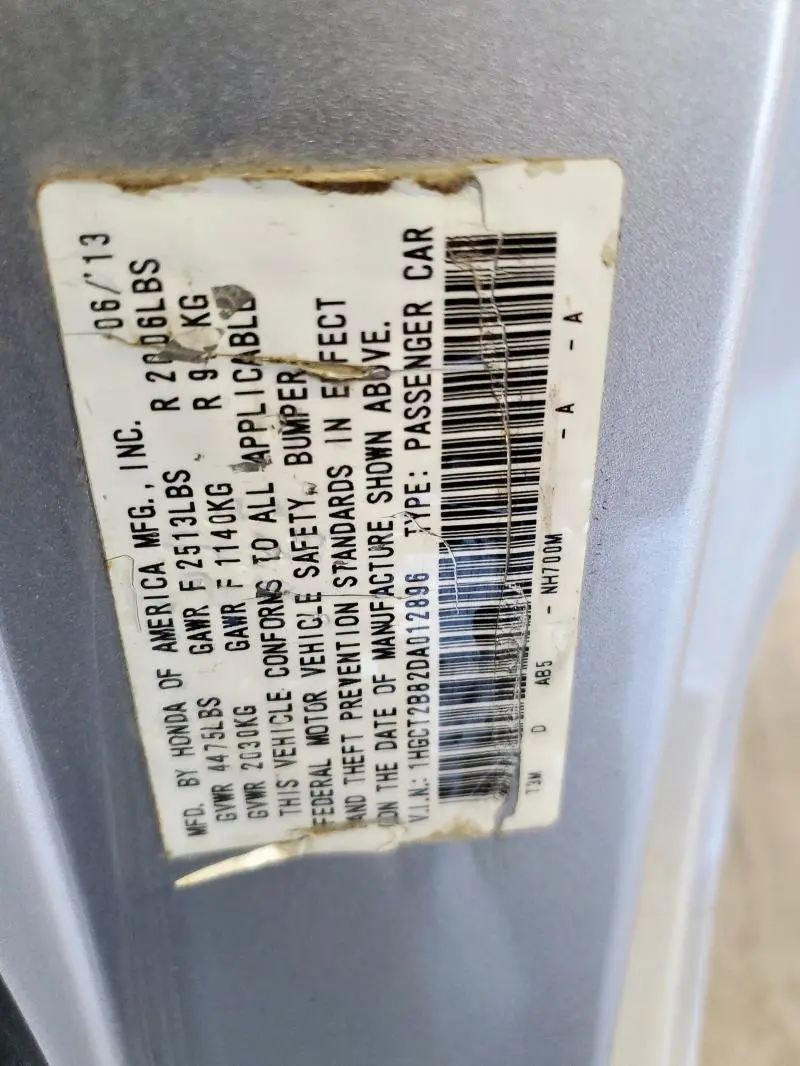 MFD. BY HONDA OF AMERICA MFG., INC. 06/'13
GVWR 4475LBS GAWR F 2513LBS R 2006LBS
GVWR 2030KG GAWR F 1140KG R KG
THIS VEHICLE CONFORMS TO ALL APPLICABLE
FEDERAL MOTOR VEHICLE SAFETY, BUMPER
AND THEFT PREVENTION STANDARDS IN EFFECT
ON THE DATE OF MANUFACTURE SHOWN ABOVE.
V.I.N.: 1HGCT2B82DA012896 TYPE: PASSENGER CAR
T3M D AB5 - NH700M - A - A